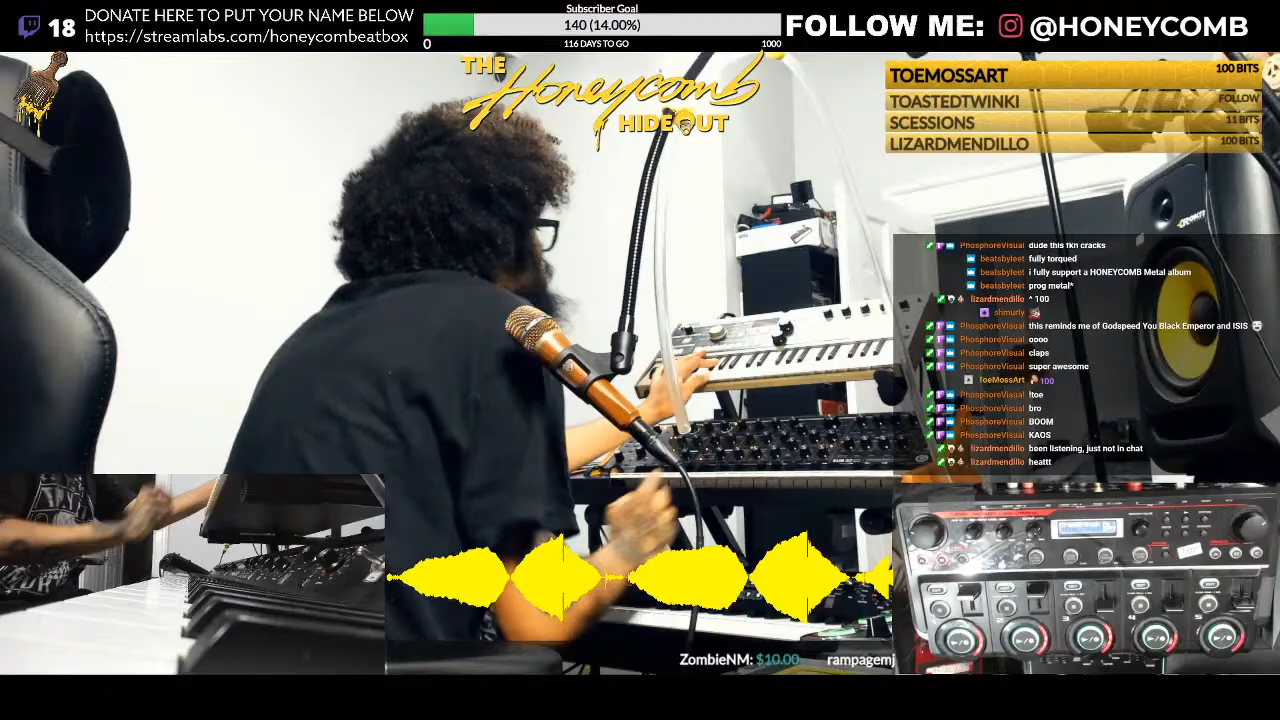 18
DONATE HERE TO PUT YOUR NAME BELOW
https://streamlabs.com/honeycombeatbox
Subscriber Goal
140 (14.00%)
0
116 DAYS TO GO
1000
FOLLOW ME: @HONEYCOMB
THE
Honeycomb
HIDEOUT
TOEMOSSART 100 BITS
TOASTEDTWINKI FOLLOW
SCESSIONS 11 BITS
LIZARDMENDILLO 100 BITS
ROKIT
PhosphoreVisual dude this fkn cracks
beatsbyleet fully torqued
beatsbyleet i fully support a HONEYCOMB Metal album
beatsbyleet prog metal*
lizardmendillo ^ 100
shmurly
PhosphoreVisual this reminds me of Godspeed You Black Emperor and ISIS
PhosphoreVisual oooo
PhosphoreVisual claps
PhosphoreVisual super awesome
ToeMossArt 100
PhosphoreVisual !toe
PhosphoreVisual bro
PhosphoreVisual BOOM
PhosphoreVisual KAOS
lizardmendillo been listening, just not in chat
lizardmendillo heattt
ZombieNM: $10.00 rampagemj